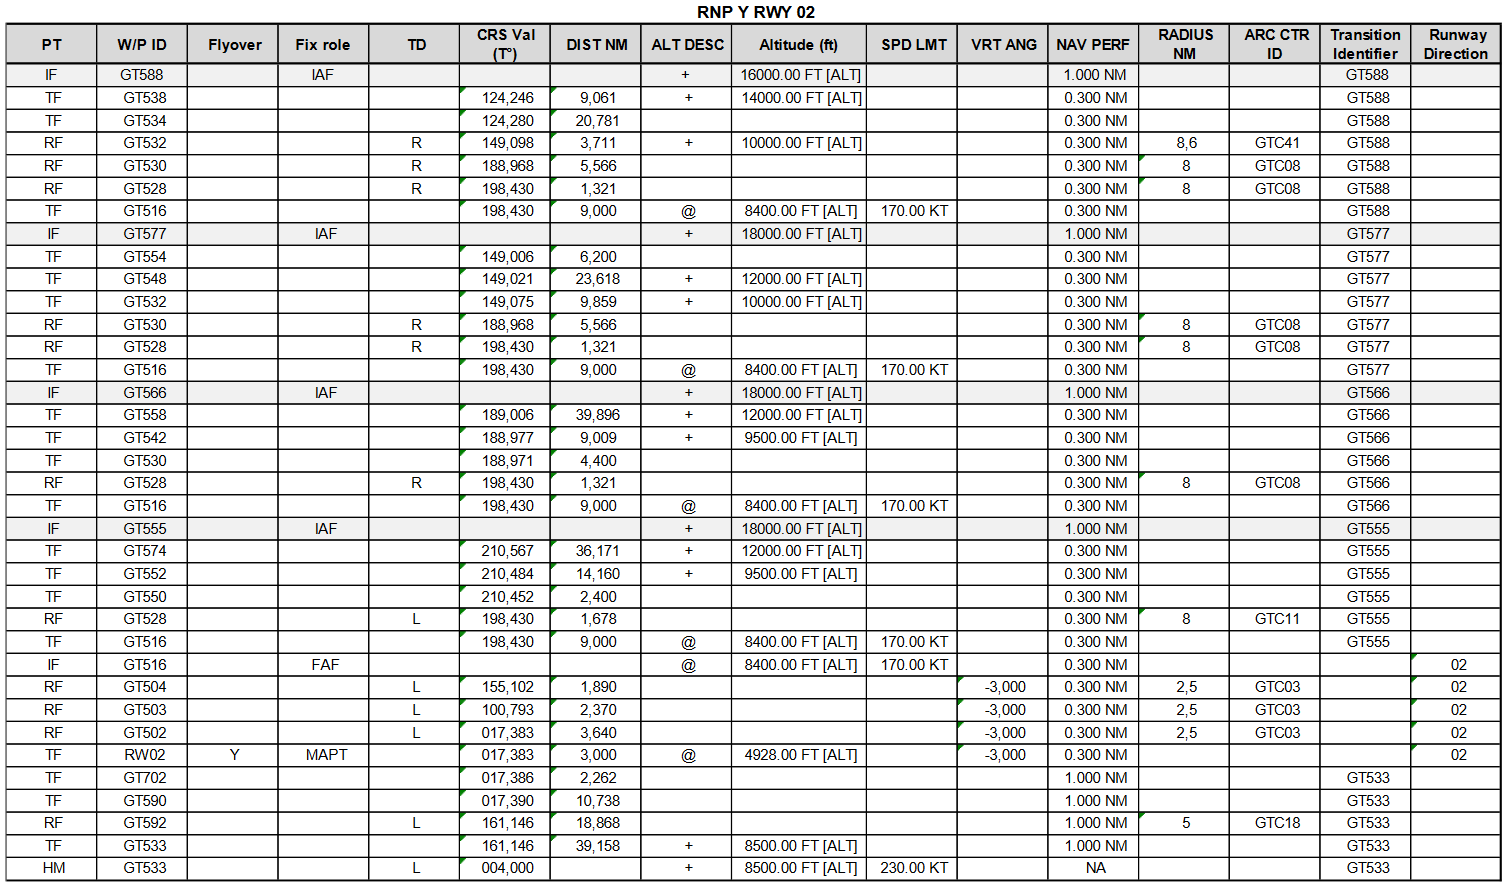 RNP Y RWY 02
PT W/P ID Flyover Fix role TD CRS Val (T°) DIST NM ALT DESC Altitude (ft) SPD LMT VRT ANG NAV PERF RADIUS NM ARC CTR ID Transition Identifier Runway Direction
IF GT588 IAF + 16000.00 FT [ALT] 1.000 NM GT588
TF GT538 124,246 9,061 + 14000.00 FT [ALT] 0.300 NM GT588
TF GT534 124,280 20,781 0.300 NM GT588
RF GT532 R 149,098 3,711 + 10000.00 FT [ALT] 0.300 NM 8,6 GTC41 GT588
RF GT530 R 188,968 5,566 0.300 NM 8 GTC08 GT588
RF GT528 R 198,430 1,321 0.300 NM 8 GTC08 GT588
TF GT516 198,430 9,000 @ 8400.00 FT [ALT] 170.00 KT 0.300 NM GT588
IF GT577 IAF + 18000.00 FT [ALT] 1.000 NM GT577
TF GT554 149,006 6,200 0.300 NM GT577
TF GT548 149,021 23,618 + 12000.00 FT [ALT] 0.300 NM GT577
TF GT532 149,075 9,859 + 10000.00 FT [ALT] 0.300 NM GT577
RF GT530 R 188,968 5,566 0.300 NM 8 GTC08 GT577
RF GT528 R 198,430 1,321 0.300 NM 8 GTC08 GT577
TF GT516 198,430 9,000 @ 8400.00 FT [ALT] 170.00 KT 0.300 NM GT577
IF GT566 IAF + 18000.00 FT [ALT] 1.000 NM GT566
TF GT558 189,006 39,896 + 12000.00 FT [ALT] 0.300 NM GT566
TF GT542 188,977 9,009 + 9500.00 FT [ALT] 0.300 NM GT566
TF GT530 188,971 4,400 0.300 NM GT566
RF GT528 R 198,430 1,321 0.300 NM 8 GTC08 GT566
TF GT516 198,430 9,000 @ 8400.00 FT [ALT] 170.00 KT 0.300 NM GT566
IF GT555 IAF + 18000.00 FT [ALT] 1.000 NM GT555
TF GT574 210,567 36,171 + 12000.00 FT [ALT] 0.300 NM GT555
TF GT552 210,484 14,160 + 9500.00 FT [ALT] 0.300 NM GT555
TF GT550 210,452 2,400 0.300 NM GT555
RF GT528 L 198,430 1,678 0.300 NM 8 GTC11 GT555
TF GT516 198,430 9,000 @ 8400.00 FT [ALT] 170.00 KT 0.300 NM GT555
IF GT516 FAF @ 8400.00 FT [ALT] 170.00 KT 0.300 NM 02
RF GT504 L 155,102 1,890 -3,000 0.300 NM 2,5 GTC03 02
RF GT503 L 100,793 2,370 -3,000 0.300 NM 2,5 GTC03 02
RF GT502 L 017,383 3,640 -3,000 0.300 NM 2,5 GTC03 02
TF RW02 Y MAPT 017,383 3,000 @ 4928.00 FT [ALT] -3,000 0.300 NM 02
TF GT702 017,386 2,262 1.000 NM GT533
TF GT590 017,390 10,738 1.000 NM GT533
RF GT592 L 161,146 18,868 1.000 NM 5 GTC18 GT533
TF GT533 161,146 39,158 + 8500.00 FT [ALT] 1.000 NM GT533
HM GT533 L 004,000 + 8500.00 FT [ALT] 230.00 KT NA GT533